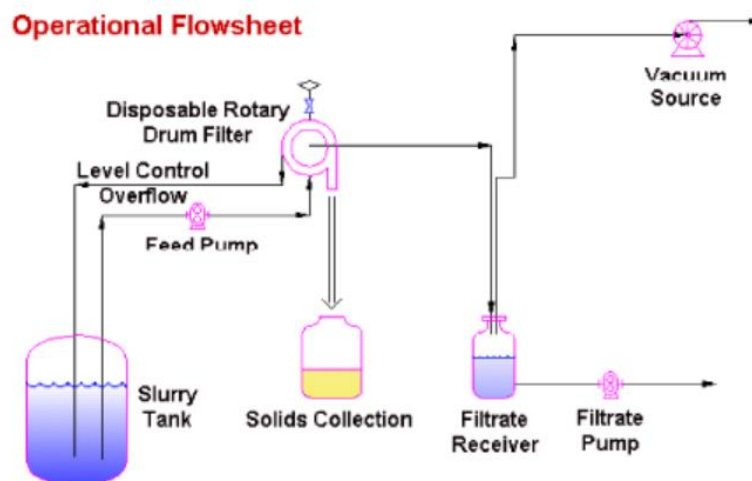 Operational Flowsheet
Vacuum
Source
Disposable Rotary
Drum Filter
Level Control
Overflow
Feed Pump
Slurry
Tank
Solids Collection
Filtrate
Receiver
Filtrate
Pump